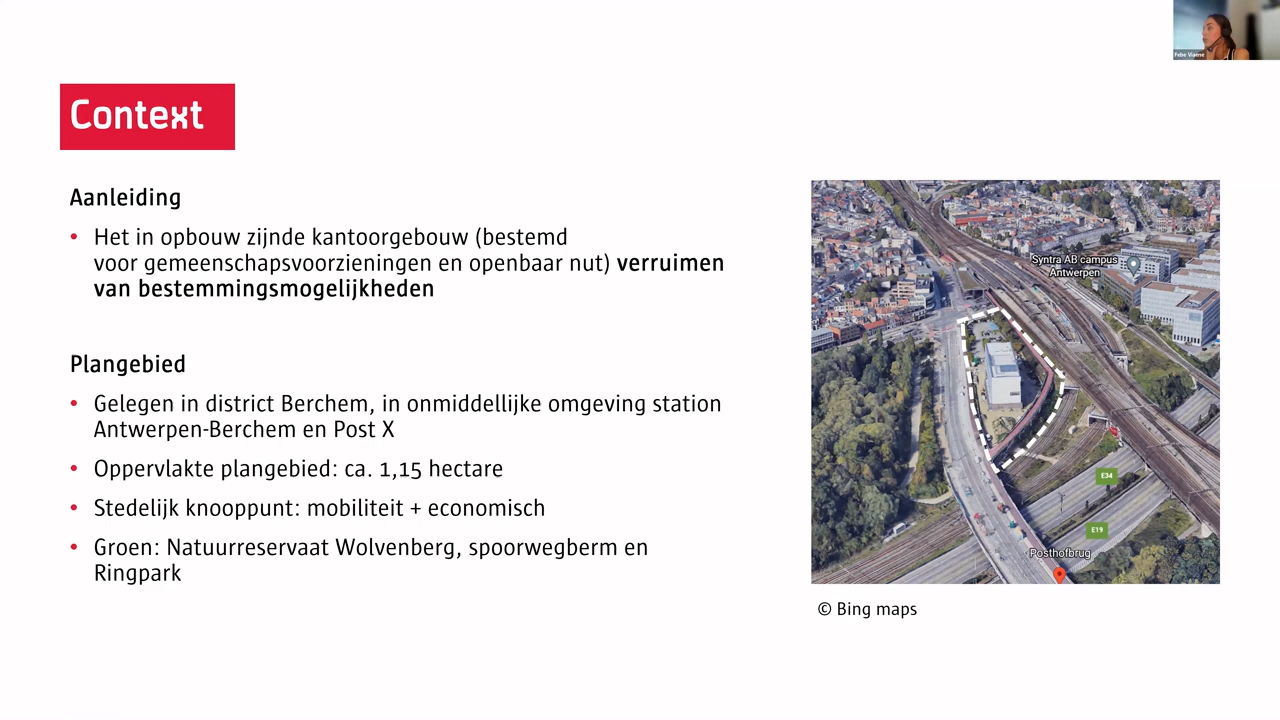 Febe Vlaene
Context
Aanleiding
• Het in opbouw zijnde kantoorgebouw (bestemd
voor gemeenschapsvoorzieningen en openbaar nut) verruimen
van bestemmingsmogelijkheden
Plangebied
• Gelegen in district Berchem, in onmiddellijke omgeving station
Antwerpen-Berchem en Post X
• Oppervlakte plangebied: ca. 1,15 hectare
• Stedelijk knooppunt: mobiliteit + economisch
• Groen: Natuurreservaat Wolvenberg, spoorwegberm en
Ringpark
Syntra AB campus
Antwerpen
E34
E19
Posthofbrug
© Bing maps